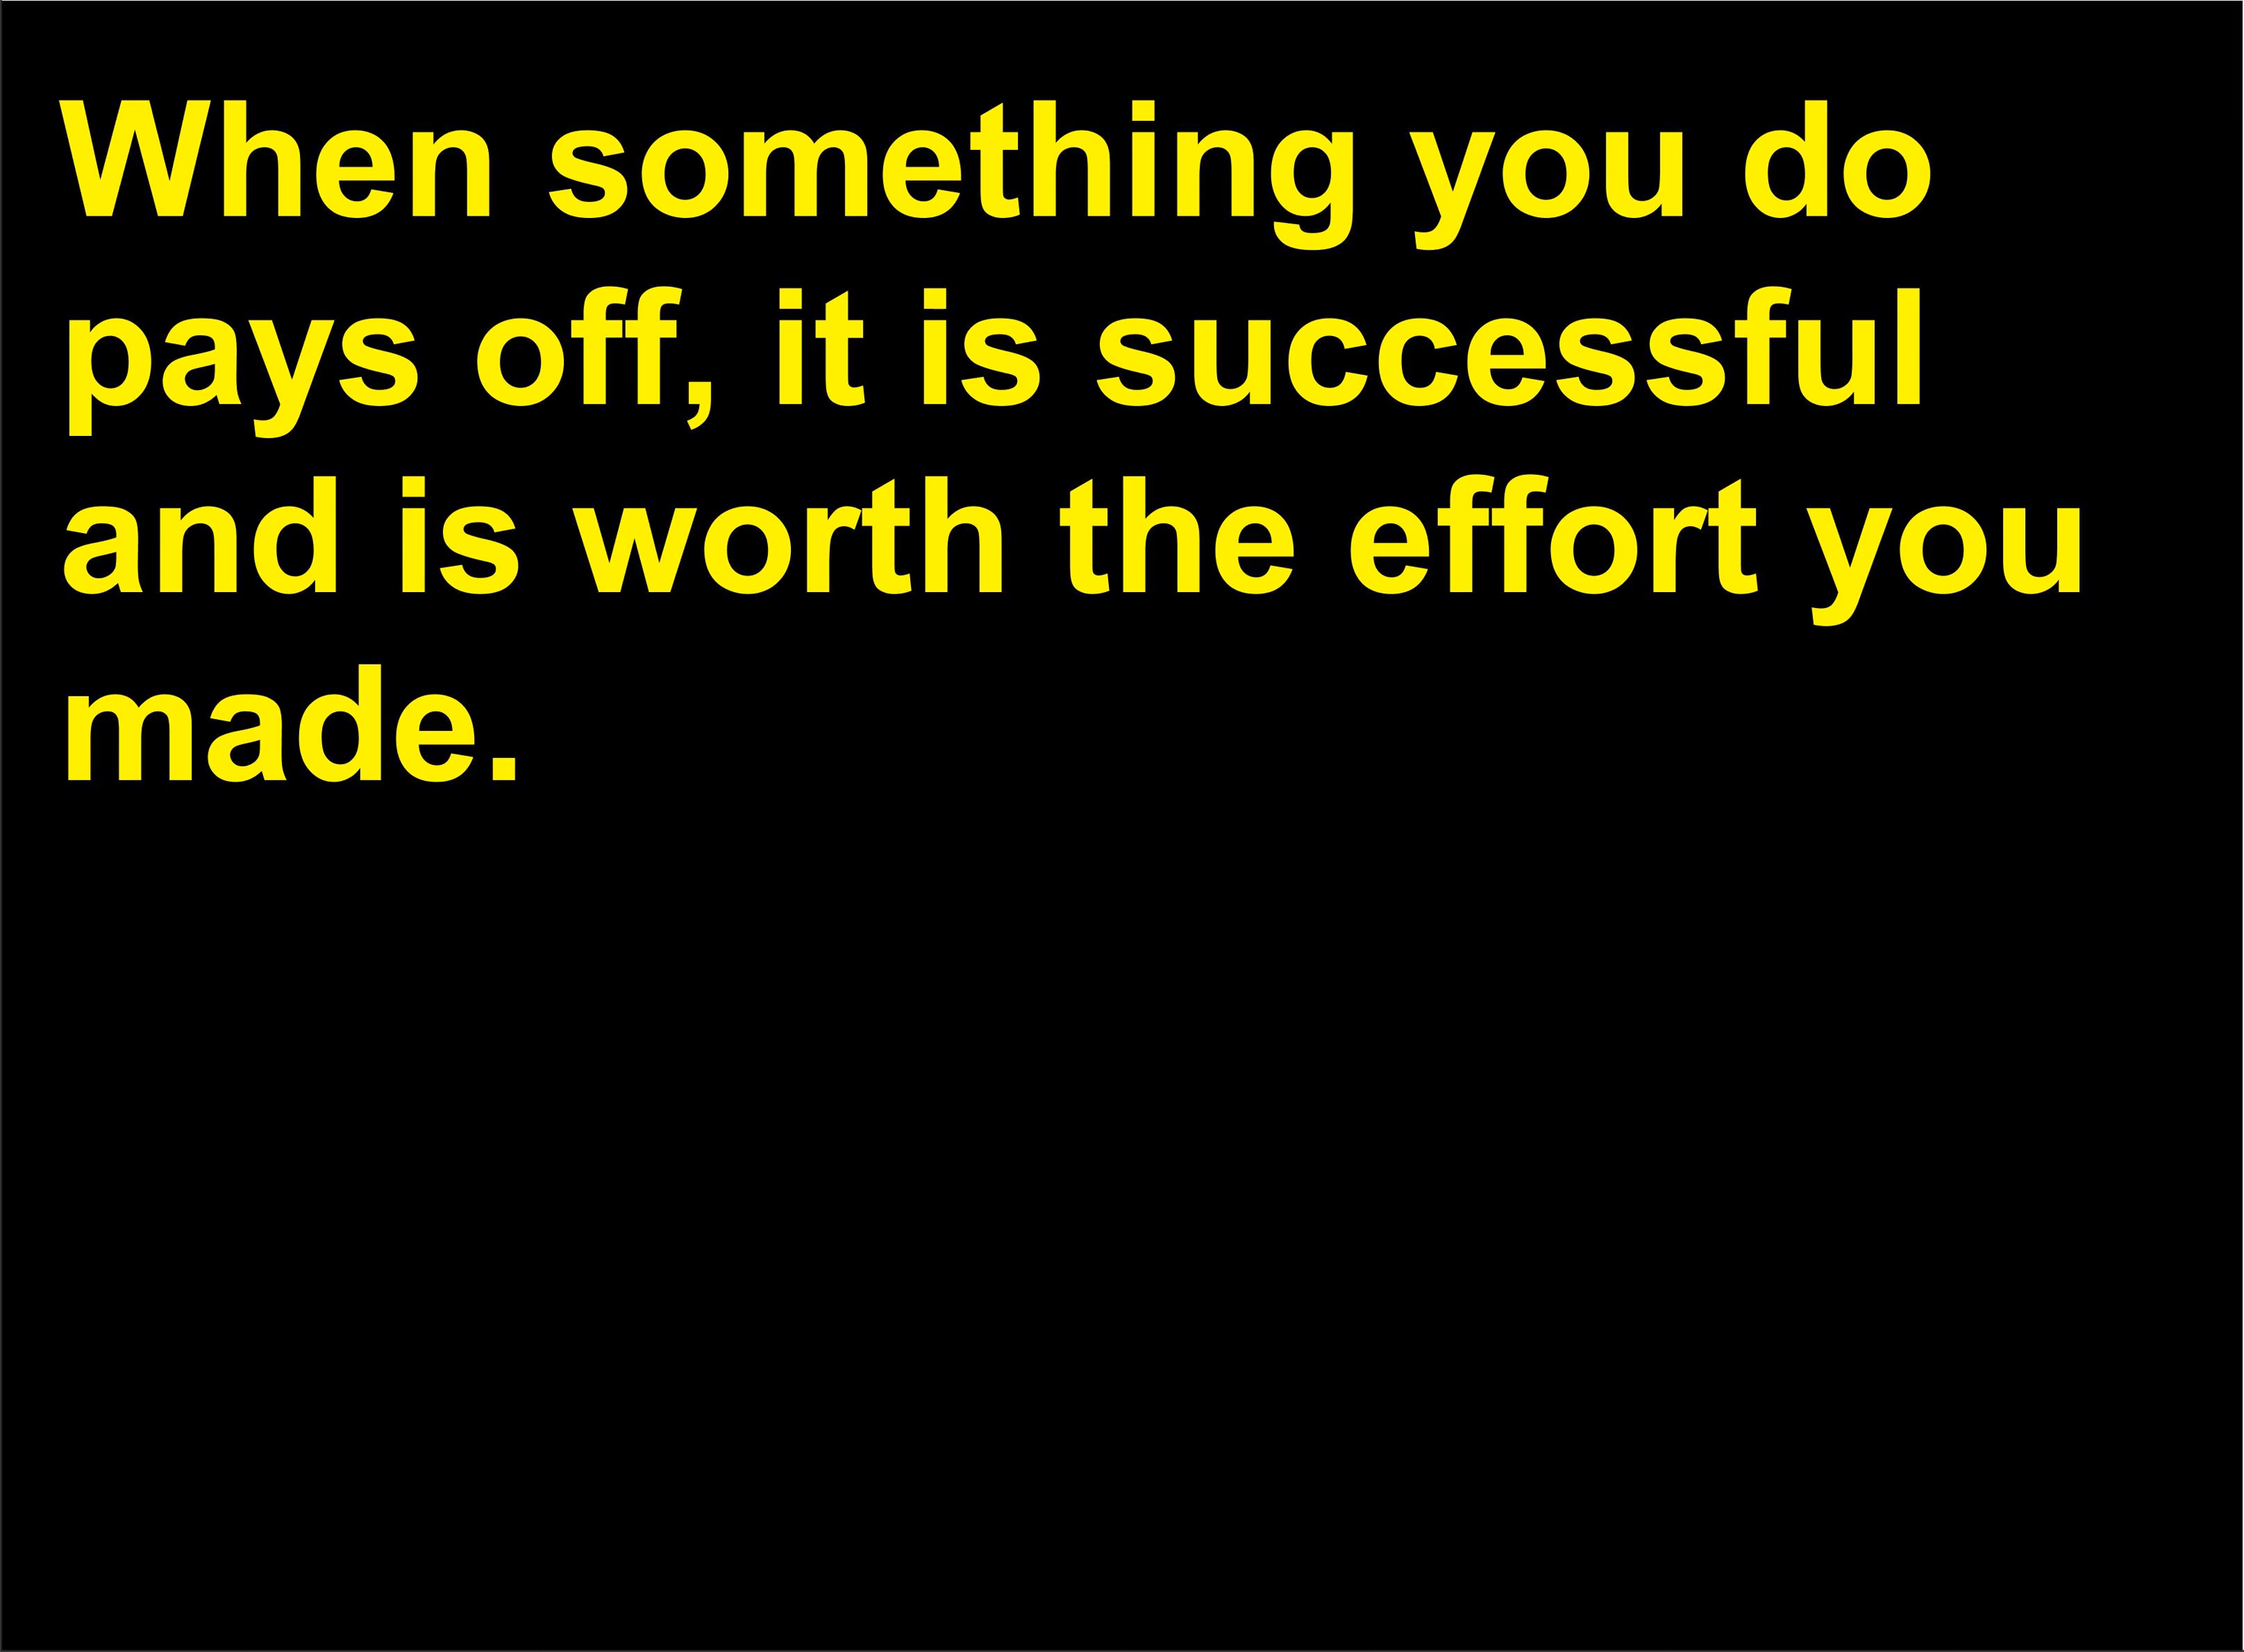 When something you do
pays off, it is successful
and is worth the effort you
made.